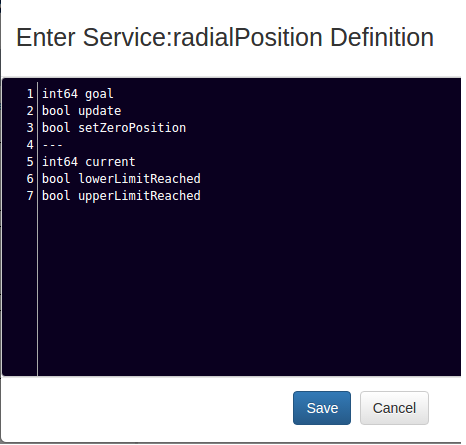 Enter Service:radialPosition Definition
1 int64 goal
2 bool update
3 bool setZeroPosition
4 ---
5 int64 current
6 bool lowerLimitReached
7 bool upperLimitReached
Save Cancel